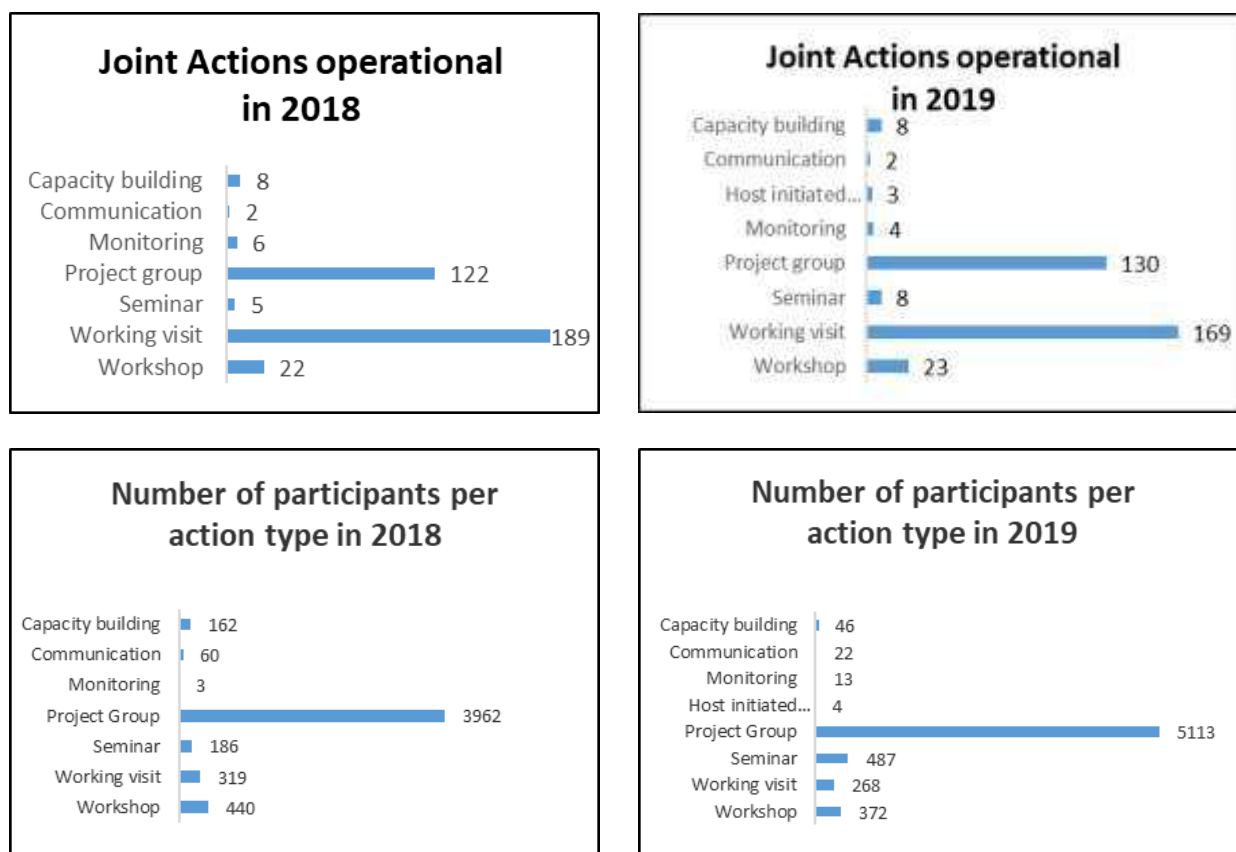 Joint Actions operational
in 2018
Capacity building 8
Communication 2
Monitoring 6
Project group 122
Seminar 5
Working visit 189
Workshop 22
Joint Actions operational
in 2019
Capacity building 8
Communication 2
Host initiated... 3
Monitoring 4
Project group 130
Seminar 8
Working visit 169
Workshop 23
Number of participants per
action type in 2018
Capacity building 162
Communication 60
Monitoring 3
Project Group 3962
Seminar 186
Working visit 319
Workshop 440
Number of participants per
action type in 2019
Capacity building 46
Communication 22
Monitoring 13
Host initiated... 4
Project Group 5113
Seminar 487
Working visit 268
Workshop 372